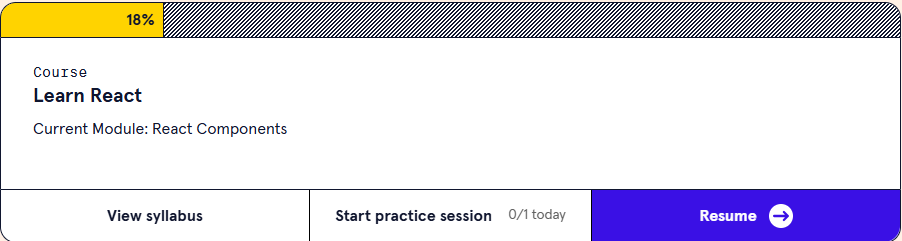 18%
Course
Learn React
Current Module: React Components
View syllabus
Start practice session 0/1 today
Resume